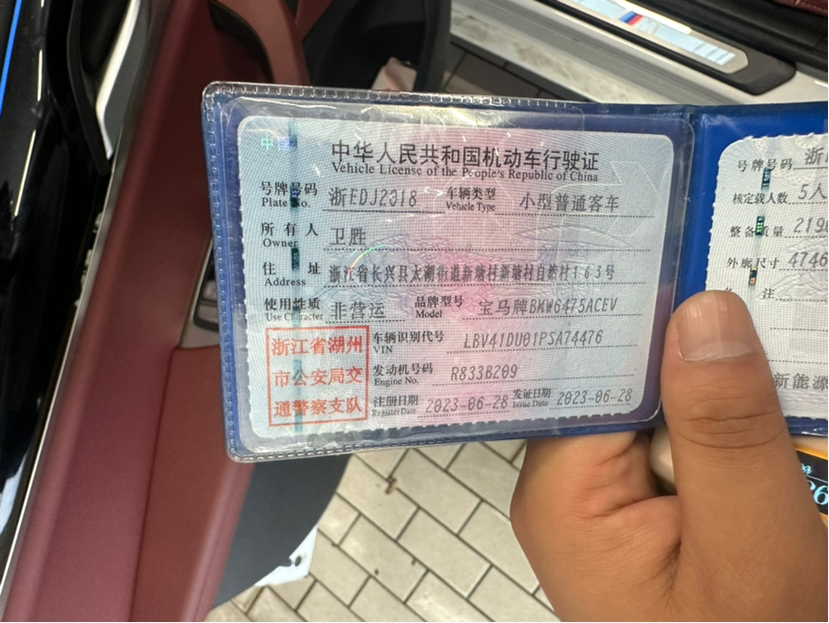 中华人民共和国机动车行驶证
Vehicle License of the People's Republic of China
号牌号码 浙EDJ2318 车辆类型 小型普通客车
Plate No. Vehicle Type
所有人 卫胜
Owner
住址 浙江省长兴县太湖街道新塘村新塘村自然村163号
Address
使用性质 非营运 品牌型号 宝马牌BMW6475ACEV
Use Character Model
浙江省湖州
市公安局交
通警察支队
车辆识别代号 LBV41DU01PSA74476
VIN
发动机号码 R833B209
Engine No.
注册日期 2023-06-28 发证日期 2023-06-28
Register Date Issue Date
号牌号码 浙
核定载人数 5人
整备质量 219
外廓尺寸 4746
注
新能源